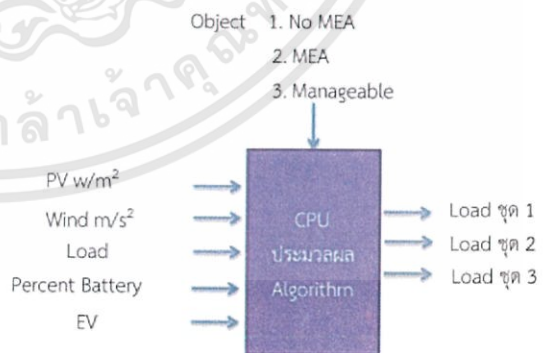 Object 1. No MEA
2. MEA
3. Manageable
PV w/m²
Wind m/s²
Load
Percent Battery
EV
CPU
ประมวลผล
Algorithm
Load ชุด 1
Load ชุด 2
Load ชุด 3